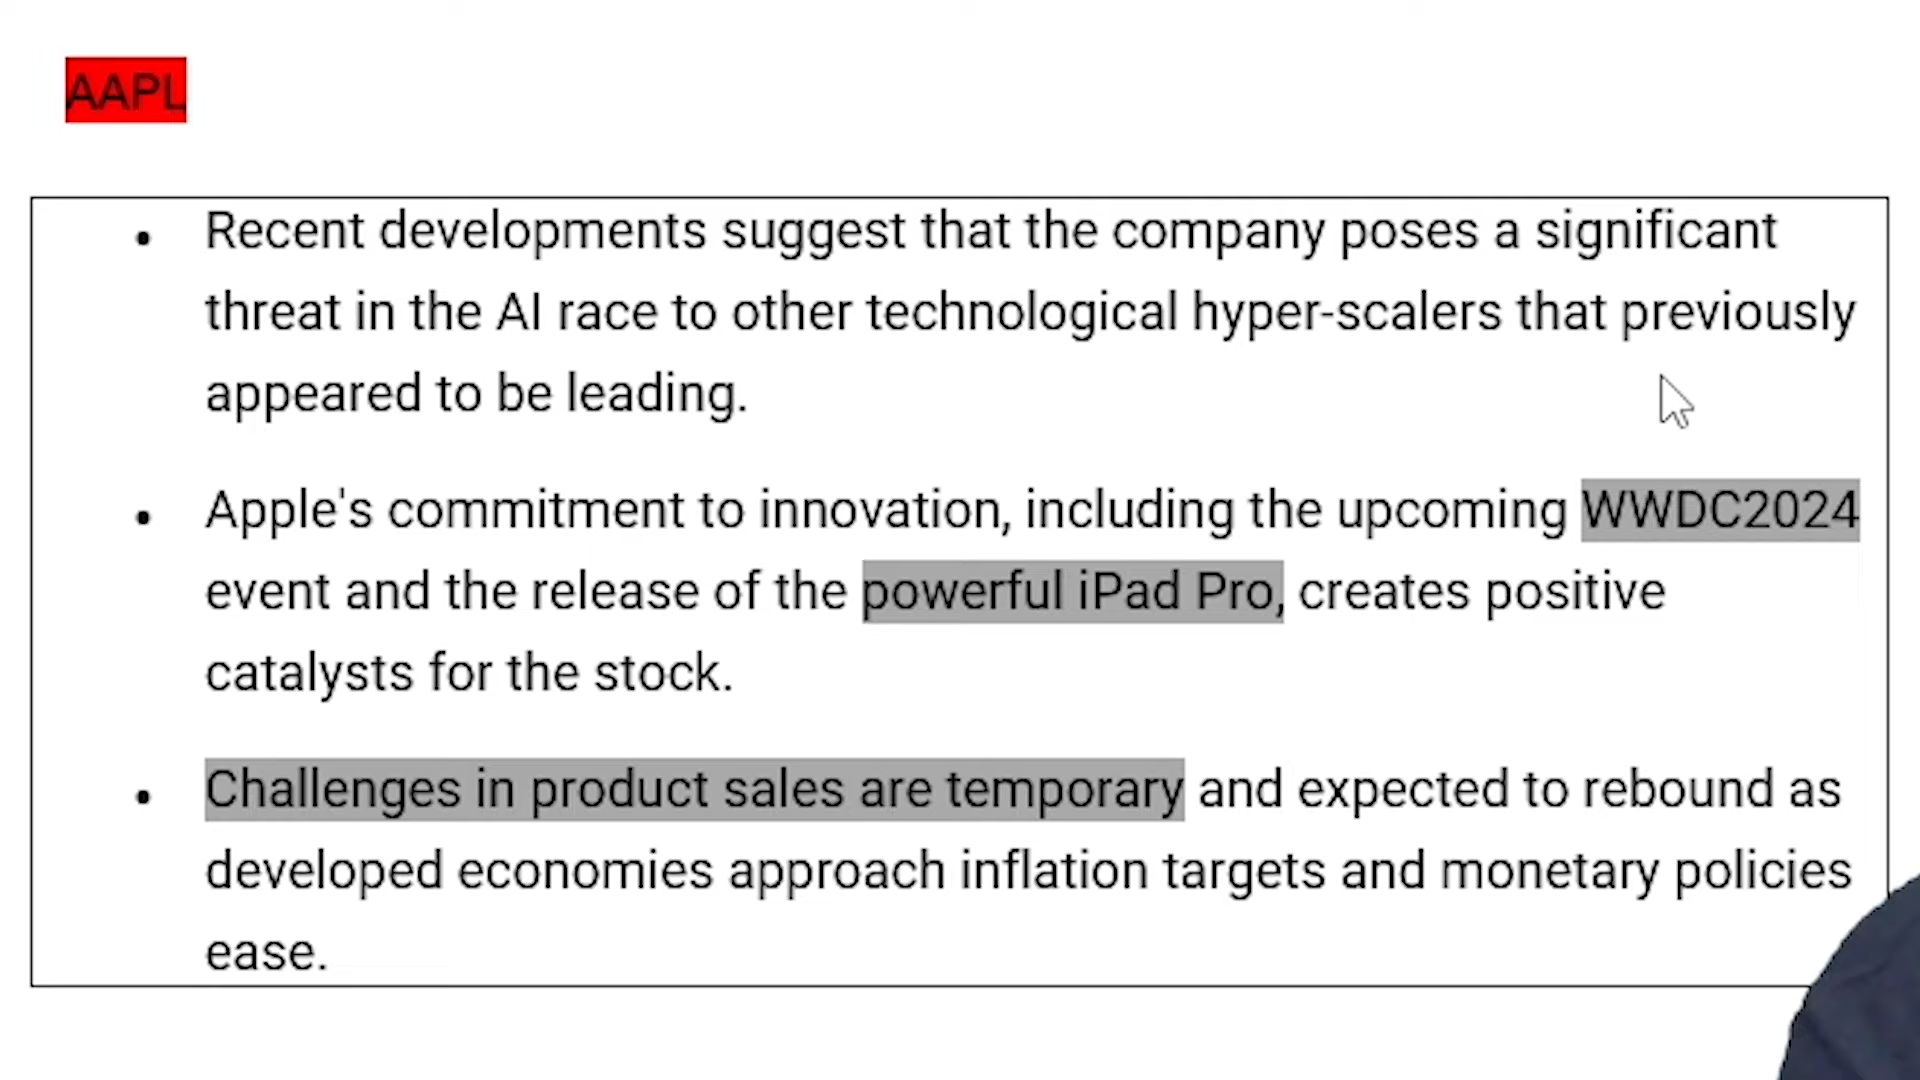 AAPL
Recent developments suggest that the company poses a significant
threat in the AI race to other technological hyper-scalers that previously
appeared to be leading.
Apple's commitment to innovation, including the upcoming WWDC2024
event and the release of the powerful iPad Pro, creates positive
catalysts for the stock.
Challenges in product sales are temporary and expected to rebound as
developed economies approach inflation targets and monetary policies
ease.